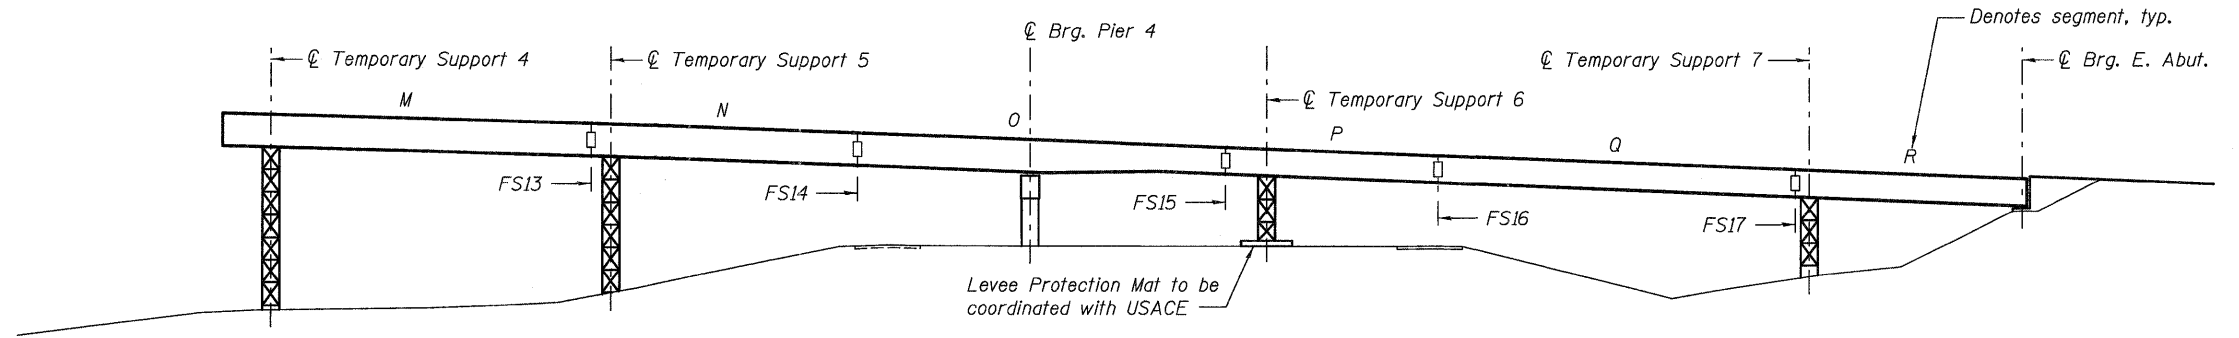 Denotes segment, typ.
℄ Brg. Pier 4
℄ Temporary Support 4
℄ Temporary Support 5
℄ Temporary Support 7
℄ Brg. E. Abut.
℄ Temporary Support 6
M
N
O
P
Q
R
FS13
FS14
FS15
FS16
FS17
Levee Protection Mat to be
coordinated with USACE